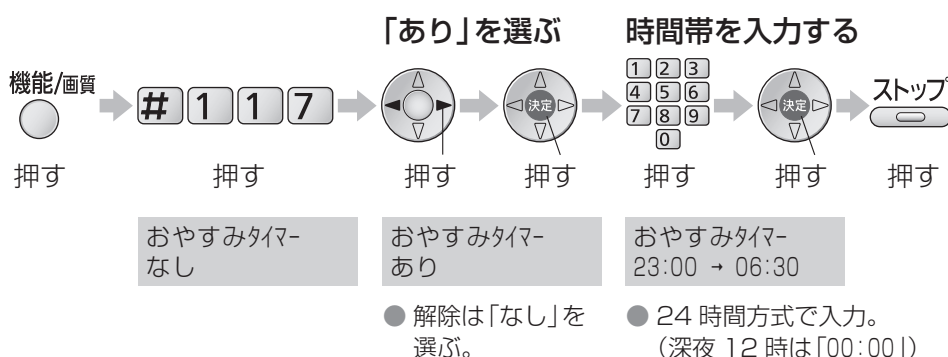 「あり」を選ぶ
時間帯を入力する
機能/画質
# 1 1 7
決定
1 2 3
4 5 6
7 8 9
0
決定
ストップ
押す
押す
押す
押す
押す
押す
押す
おやすみﾀｲﾏｰ
なし
おやすみﾀｲﾏｰ
あり
おやすみﾀｲﾏｰ
23:00 → 06:30
● 解除は「なし」を
選ぶ。
● 24 時間方式で入力。
(深夜 12 時は「00:00」)